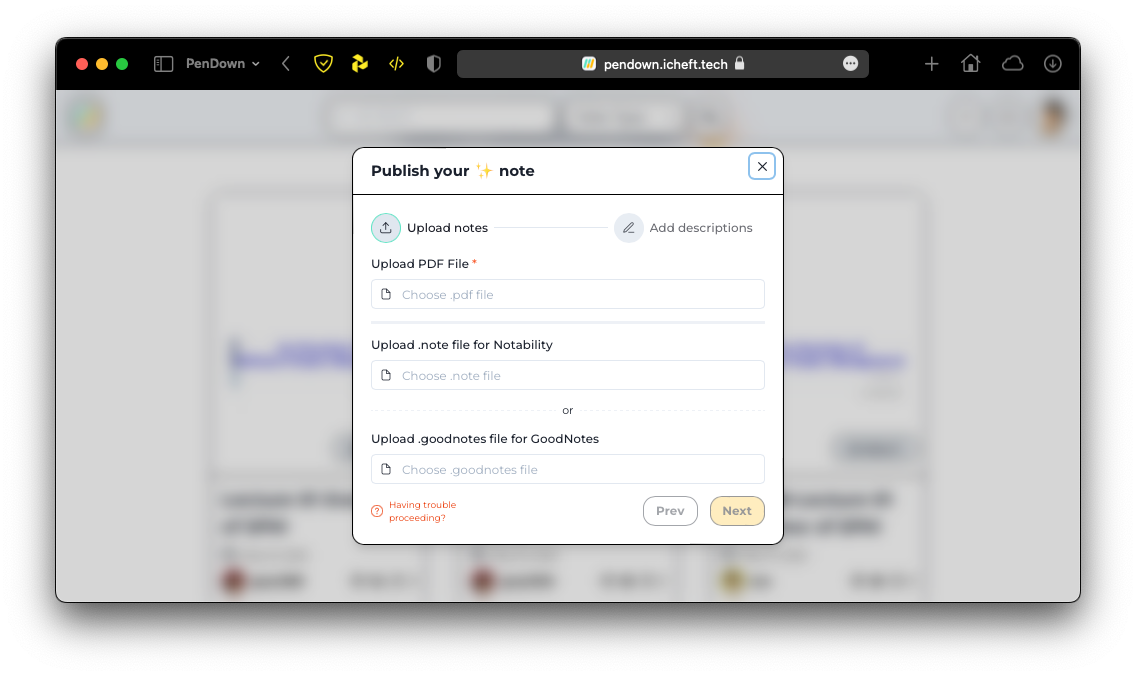 PenDown
pendown.icheft.tech
Publish your ✨ note
Upload notes
Add descriptions
Upload PDF File *
Choose .pdf file
Upload .note file for Notability
Choose .note file
or
Upload .goodnotes file for GoodNotes
Choose .goodnotes file
Having trouble
proceeding?
Prev
Next